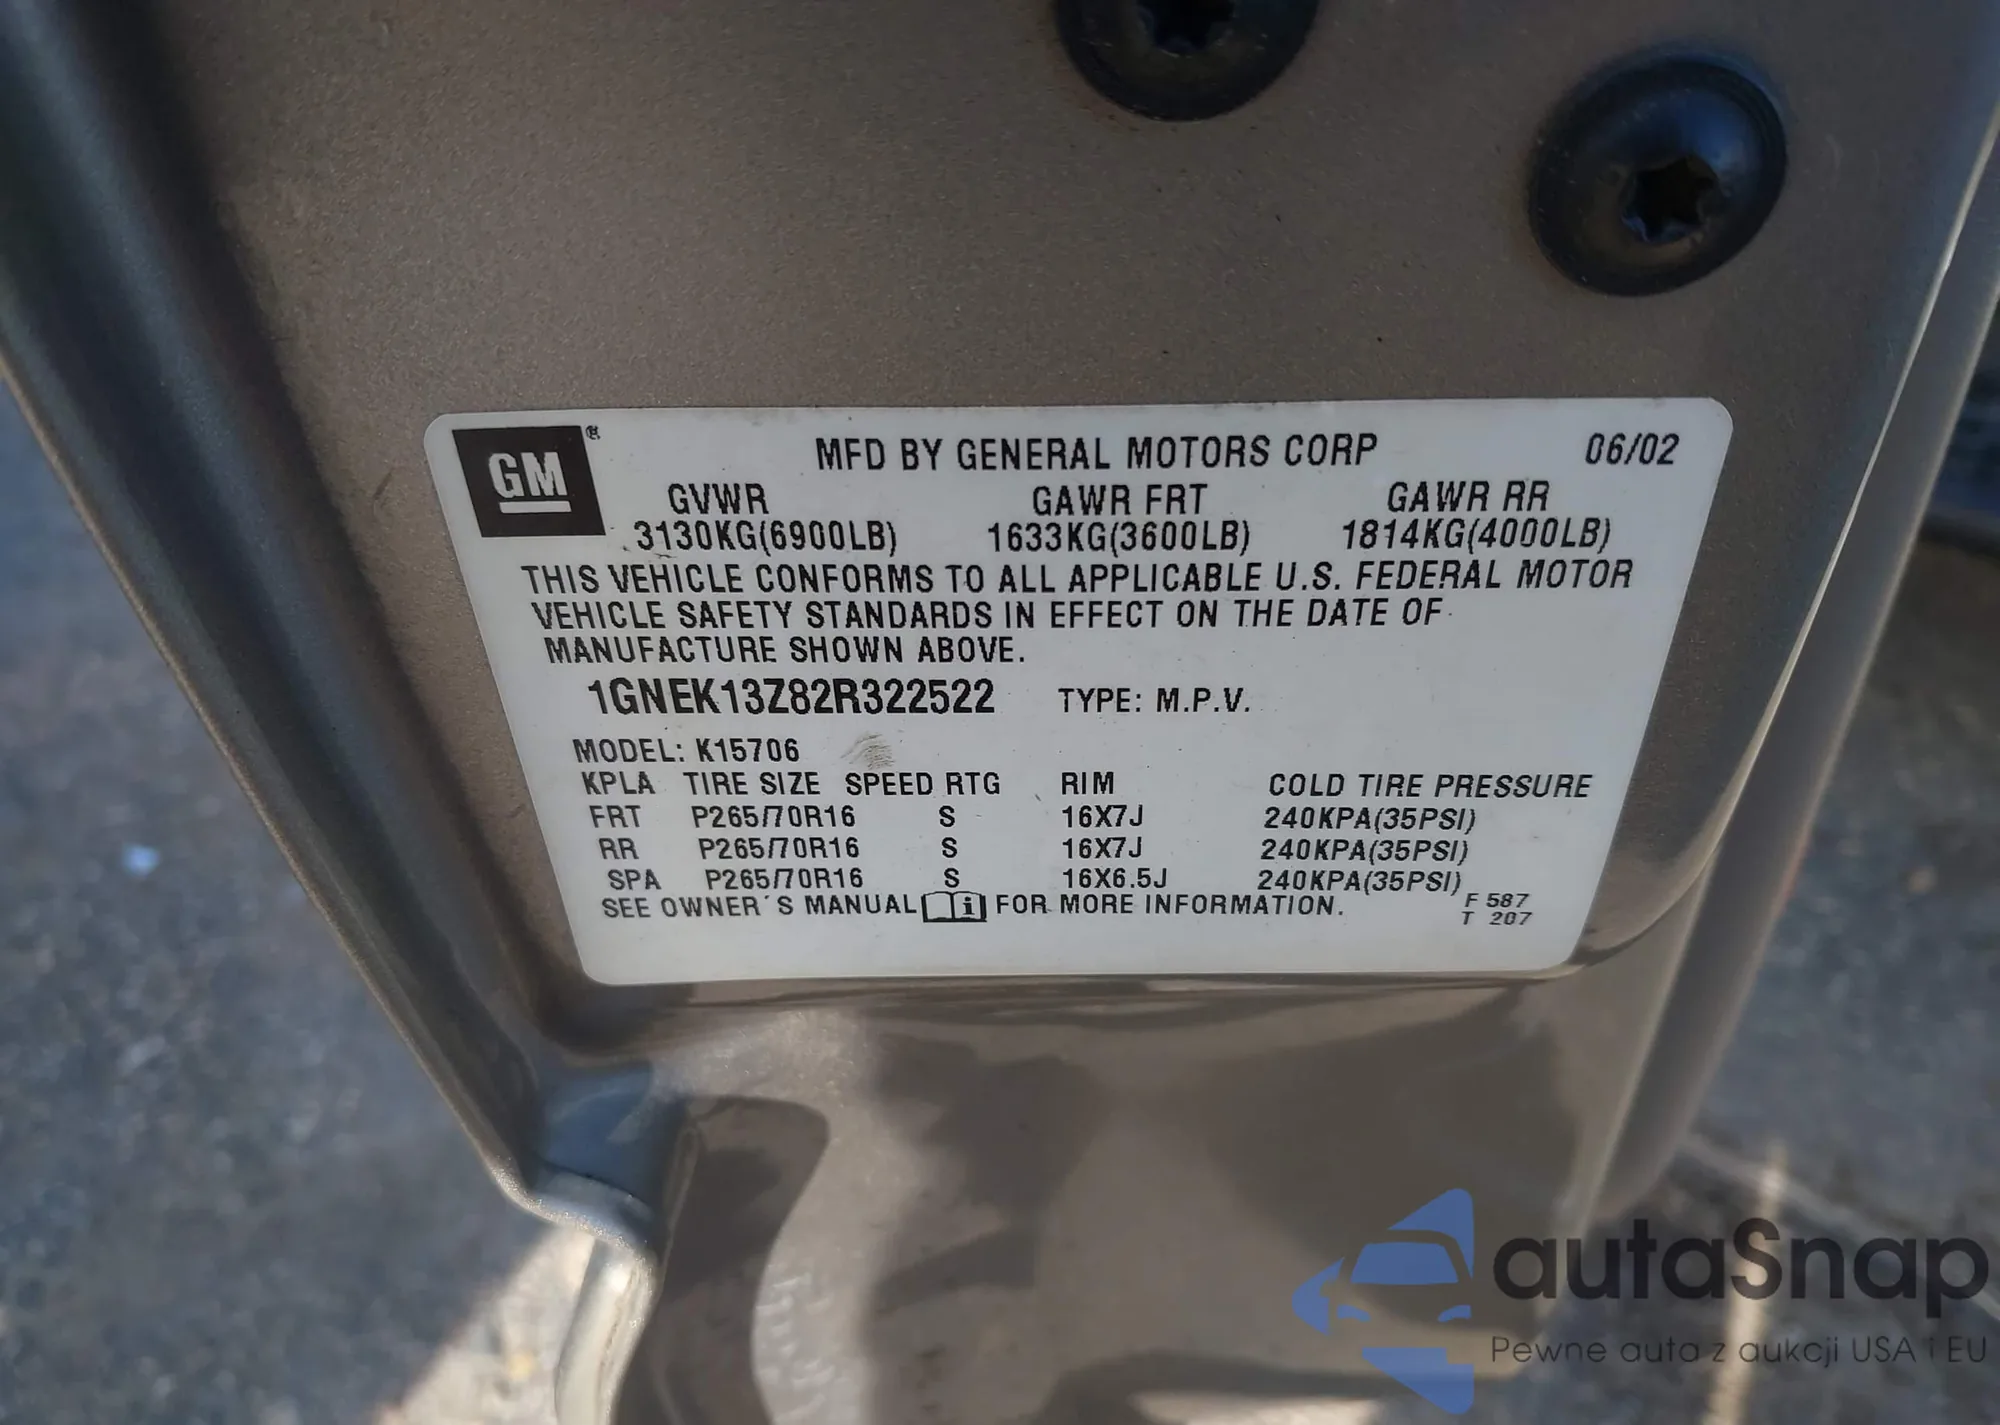 GM ®
MFD BY GENERAL MOTORS CORP 06/02
GVWR GAWR FRT GAWR RR
3130KG(6900LB) 1633KG(3600LB) 1814KG(4000LB)
THIS VEHICLE CONFORMS TO ALL APPLICABLE U.S. FEDERAL MOTOR
VEHICLE SAFETY STANDARDS IN EFFECT ON THE DATE OF
MANUFACTURE SHOWN ABOVE.
1GNEK13Z82R322522 TYPE: M.P.V.
MODEL: K15706
KPLA TIRE SIZE SPEED RTG RIM COLD TIRE PRESSURE
FRT P265/70R16 S 16X7J 240KPA(35PSI)
RR P265/70R16 S 16X7J 240KPA(35PSI)
SPA P265/70R16 S 16X6.5J 240KPA(35PSI)
SEE OWNER´S MANUAL i FOR MORE INFORMATION.
F 587
T 207
autaSnap
Pewne auta z aukcji USA i EU